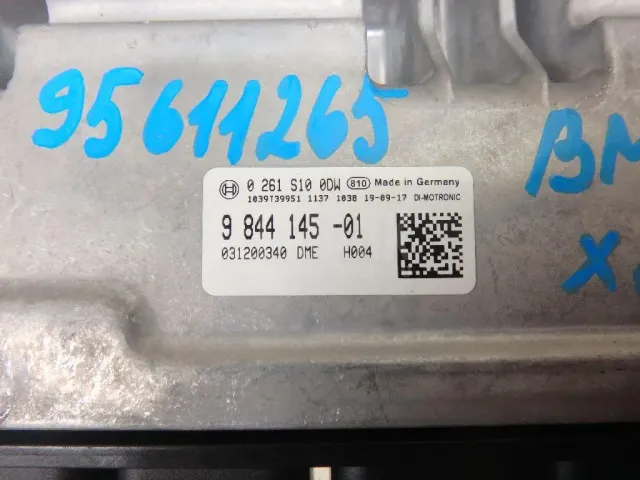 95611265
BM
X
0 261 S10 0DW 810 Made in Germany
1039T39951 1137 1038 19-09-17 DI-MOTRONIC
9 844 145 -01
031200340 DME H004